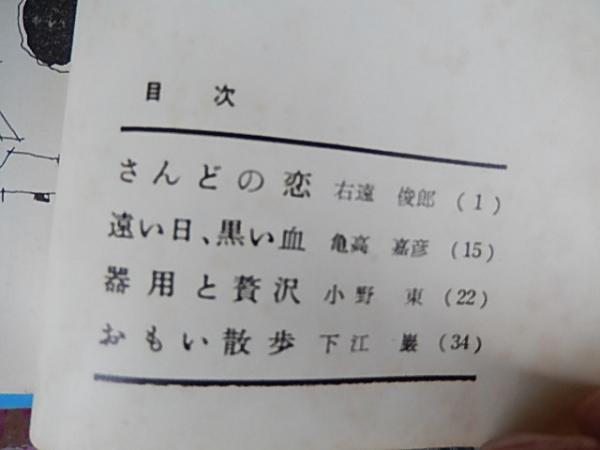 目次
さんどの恋 右遠 俊郎 (1)
遠い日、黒い血 亀高 嘉彦 (15)
器用と贅沢 小野 東 (22)
おもい散歩 下江 巌 (34)